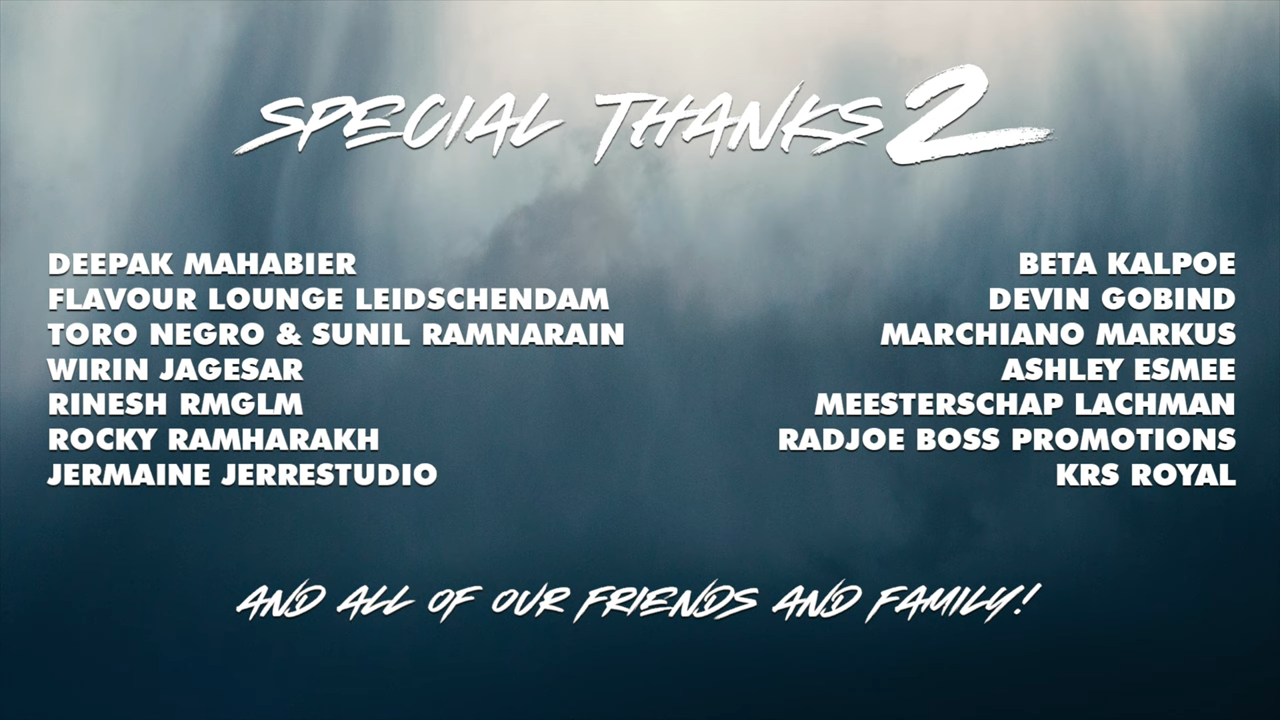 SPECIAL THANKS 2
DEEPAK MAHABIER
FLAVOUR LOUNGE LEIDSCHENDAM
TORO NEGRO & SUNIL RAMNARAIN
WIRIN JAGESAR
RINESH RMGLM
ROCKY RAMHARAKH
JERMAINE JERRESTUDIO
BETA KALPOE
DEVIN GOBIND
MARCHIANO MARKUS
ASHLEY ESMEE
MEESTERSCHAP LACHMAN
RADJOE BOSS PROMOTIONS
KRS ROYAL
AND ALL OF OUR FRIENDS AND FAMILY!